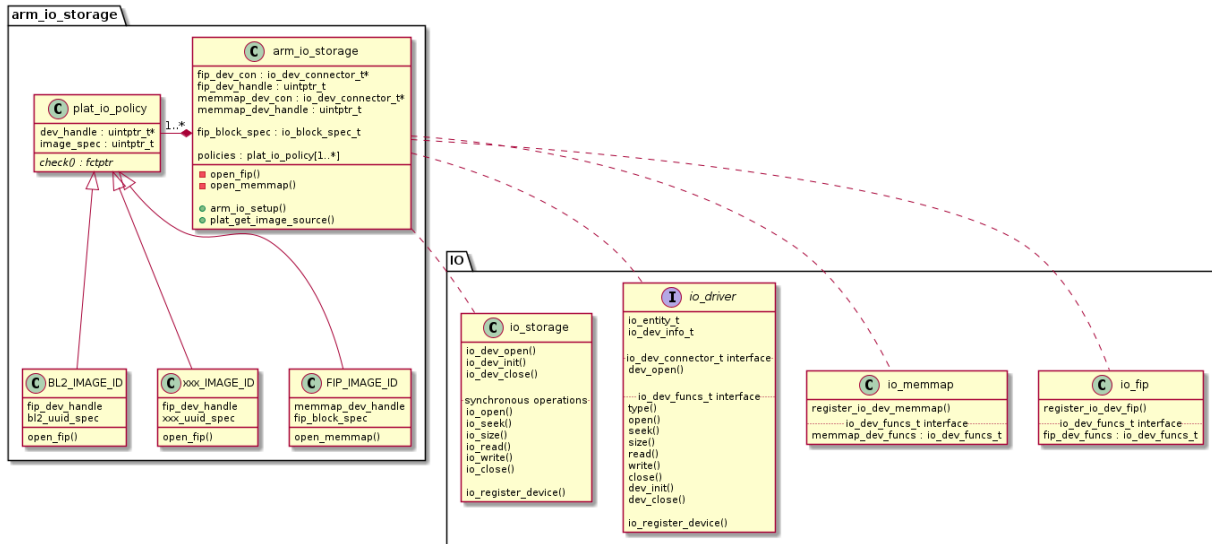 arm_io_storage
C arm_io_storage
fip_dev_con : io_dev_connector_t*
fip_dev_handle : uintptr_t
memmap_dev_con : io_dev_connector_t*
memmap_dev_handle : uintptr_t
fip_block_spec : io_block_spec_t
policies : plat_io_policy[1..*]
open_fip()
open_memmap()
arm_io_setup()
plat_get_image_source()
C plat_io_policy
dev_handle : uintptr_t*
image_spec : uintptr_t
check() : fctptr
1..*
C BL2_IMAGE_ID
fip_dev_handle
bl2_uuid_spec
open_fip()
C xxx_IMAGE_ID
fip_dev_handle
xxx_uuid_spec
open_fip()
C FIP_IMAGE_ID
memmap_dev_handle
fip_block_spec
open_memmap()
IO
C io_storage
io_dev_open()
io_dev_init()
io_dev_close()
synchronous operations
io_open()
io_seek()
io_size()
io_read()
io_write()
io_close()
io_register_device()
I io_driver
io_entity_t
io_dev_info_t
io_dev_connector_t interface
dev_open()
io_dev_funcs_t interface
type()
open()
seek()
size()
read()
write()
close()
dev_init()
dev_close()
io_register_device()
C io_memmap
register_io_dev_memmap()
io_dev_funcs_t interface
memmap_dev_funcs : io_dev_funcs_t
C io_fip
register_io_dev_fip()
io_dev_funcs_t interface
fip_dev_funcs : io_dev_funcs_t